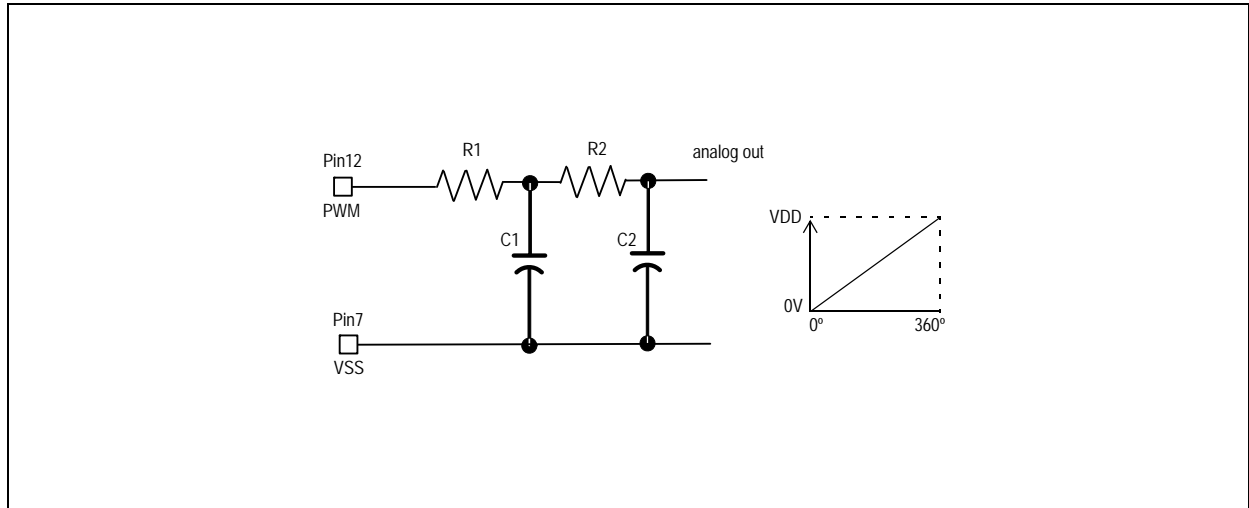 R1
R2
analog out
Pin12
PWM
C1
C2
VDD
0V
0º
360º
Pin7
VSS